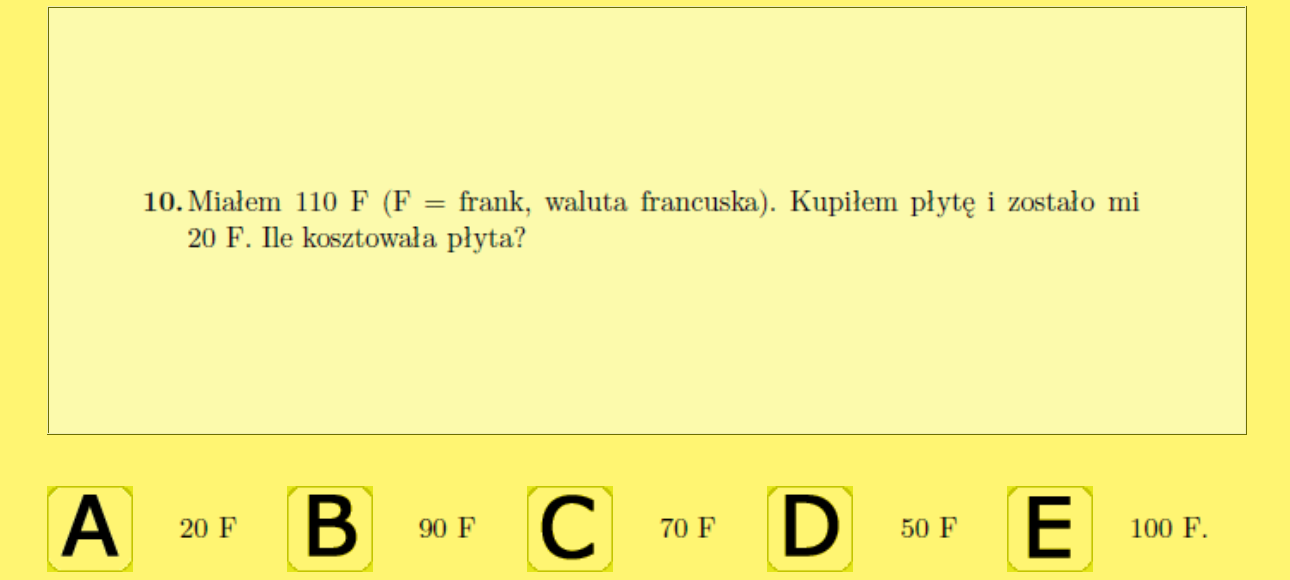 10. Miałem 110 F (F = frank, waluta francuska). Kupiłem płytę i zostało mi
20 F. Ile kosztowała płyta?
A 20 F B 90 F C 70 F D 50 F E 100 F.